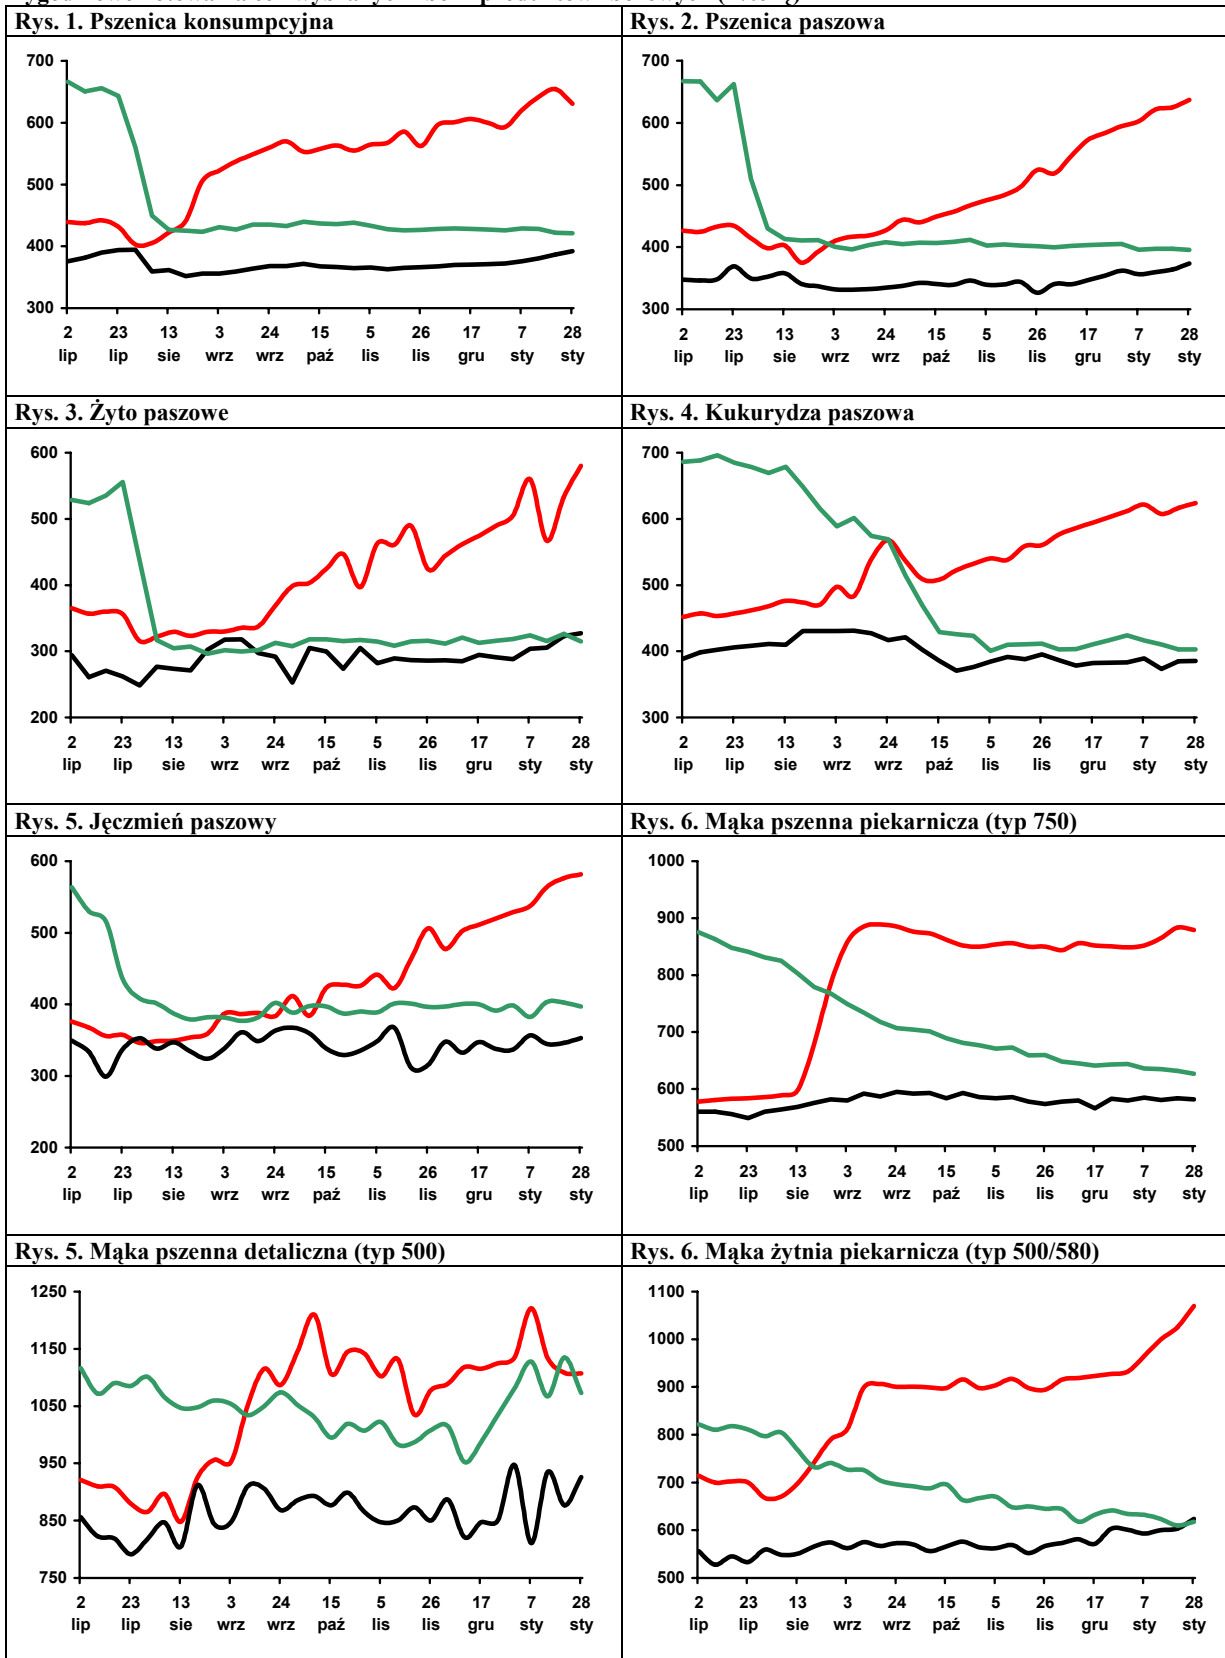 Rys. 1. Pszenica konsumpcyjna
Rys. 2. Pszenica paszowa
700
600
500
400
300
2 23 13 3 24 15 5 26 17 7 28
lip lip sie wrz wrz paź lis lis gru sty sty
700
600
500
400
300
2 23 13 3 24 15 5 26 17 7 28
lip lip sie wrz wrz paź lis lis gru sty sty
Rys. 3. Żyto paszowe
Rys. 4. Kukurydza paszowa
600
500
400
300
200
2 23 13 3 24 15 5 26 17 7 28
lip lip sie wrz wrz paź lis lis gru sty sty
700
600
500
400
300
2 23 13 3 24 15 5 26 17 7 28
lip lip sie wrz wrz paź lis lis gru sty sty
Rys. 5. Jęczmień paszowy
Rys. 6. Mąka pszenna piekarnicza (typ 750)
600
500
400
300
200
2 23 13 3 24 15 5 26 17 7 28
lip lip sie wrz wrz paź lis lis gru sty sty
1000
900
800
700
600
500
2 23 13 3 24 15 5 26 17 7 28
lip lip sie wrz wrz paź lis lis gru sty sty
Rys. 5. Mąka pszenna detaliczna (typ 500)
Rys. 6. Mąka żytnia piekarnicza (typ 500/580)
1250
1150
1050
950
850
750
2 23 13 3 24 15 5 26 17 7 28
lip lip sie wrz wrz paź lis lis gru sty sty
1100
1000
900
800
700
600
500
2 23 13 3 24 15 5 26 17 7 28
lip lip sie wrz wrz paź lis lis gru sty sty